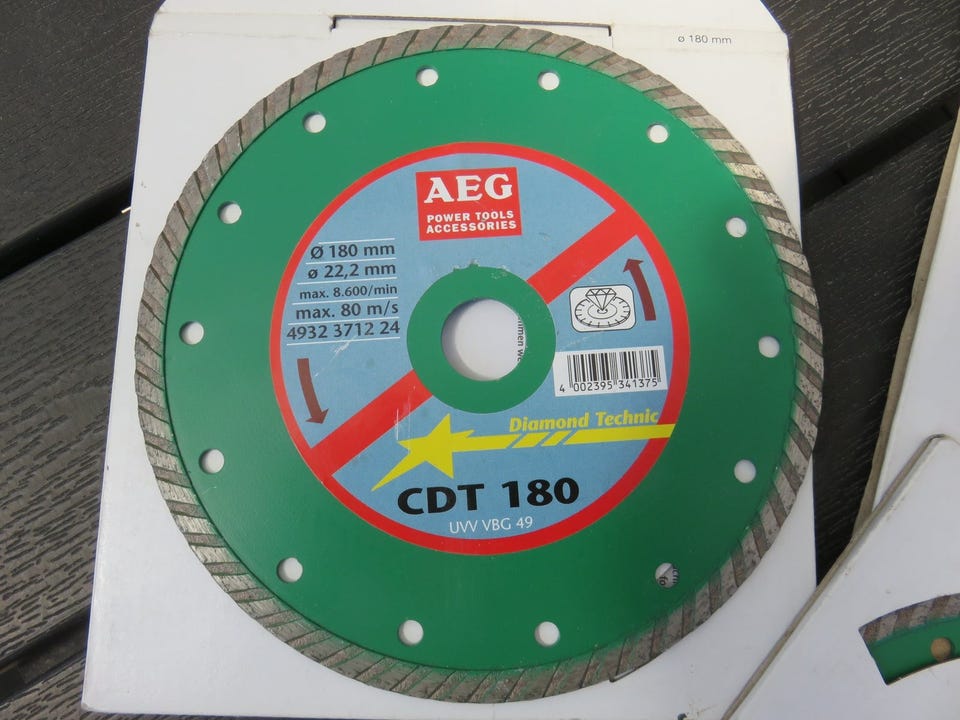 ø 180 mm
AEG
POWER TOOLS
ACCESSORIES
Ø 180 mm
ø 22,2 mm
max. 8.600/min
max. 80 m/s
4932 3712 24
4 002395 341375
Diamond Technic
CDT 180
UVV VBG 49